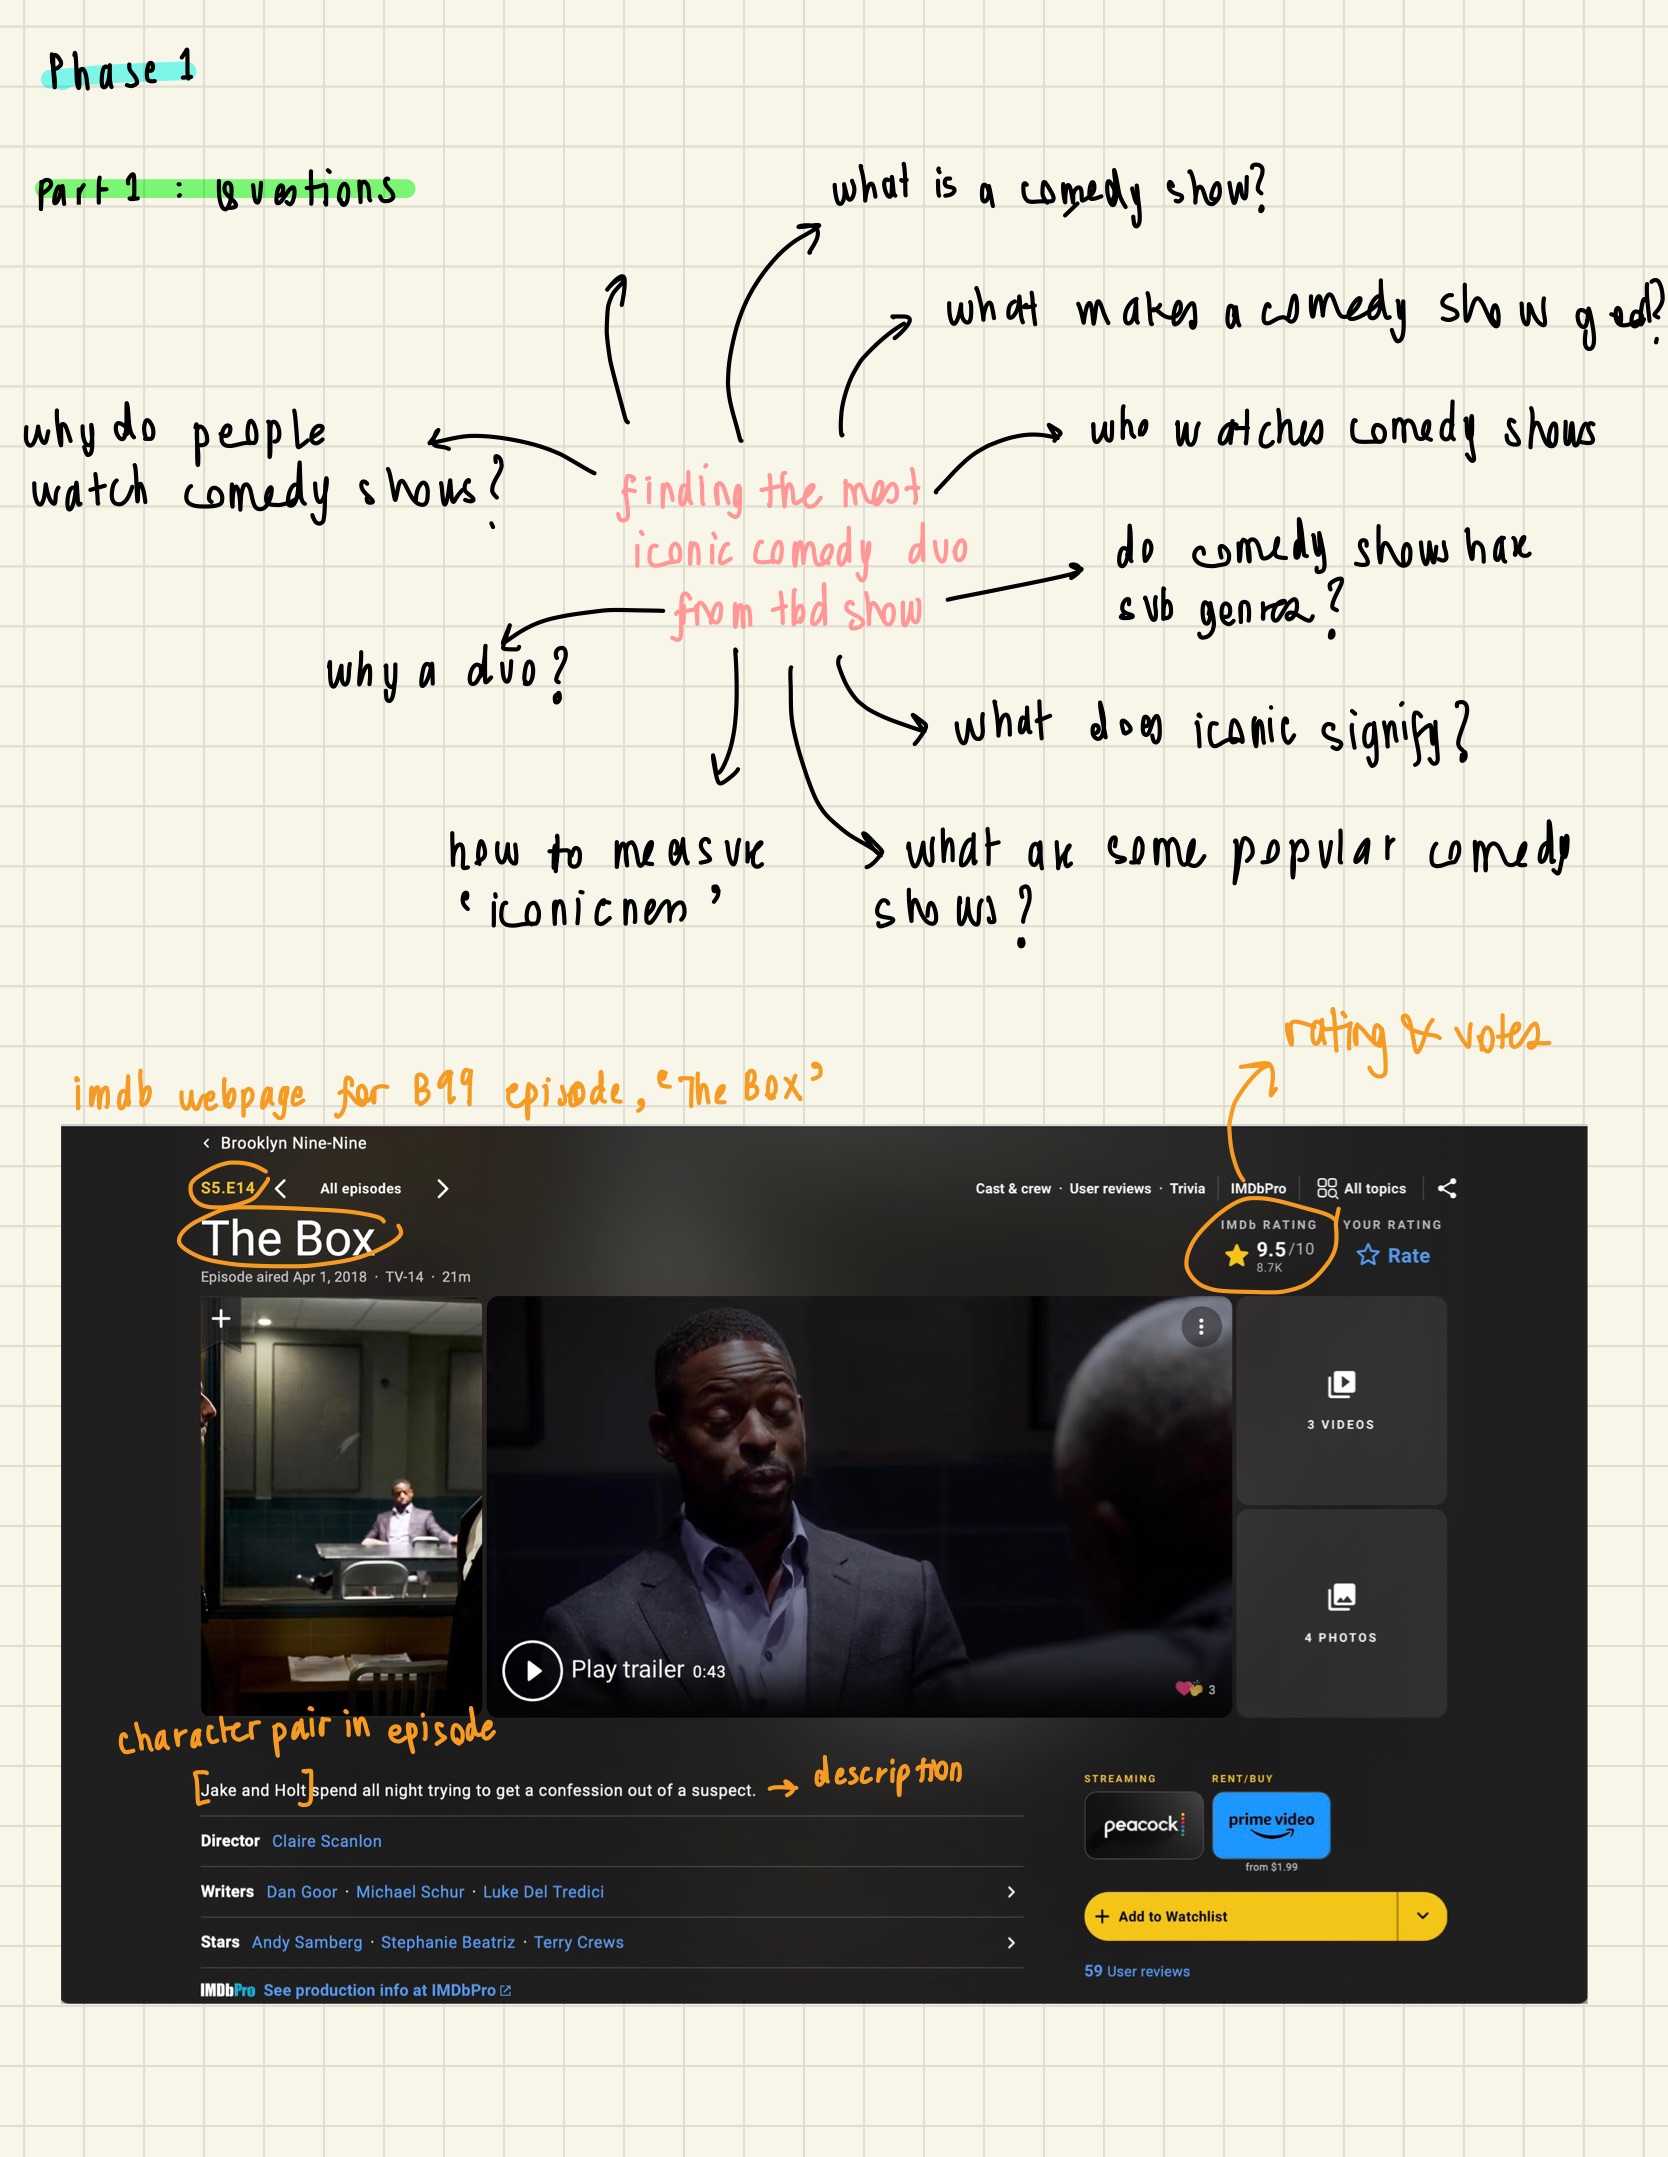 Phase 1
Part 1 : Questions
what is a comedy show?
what makes a comedy show good?
why do people
watch comedy shows?
who watches comedy shows
finding the most
iconic comedy duo
from tbd show
do comedy shows have
sub genres?
why a duo?
what does iconic signify?
how to measure
'iconicness'
what are some popular comedy
shows?
rating & votes
imdb webpage for B99 episode, 'The Box'
Brooklyn Nine-Nine
S5.E14 All episodes
Cast & crew · User reviews · Trivia IMDbPro All topics
The Box
IMDb RATING YOUR RATING
9.5/10 Rate
8.7K
Episode aired Apr 1, 2018 · TV-14 · 21m
3 VIDEOS
4 PHOTOS
Play trailer 0:43
3
character pair in episode
[Jake and Holt] spend all night trying to get a confession out of a suspect. → description
Director Claire Scanlon
Writers Dan Goor · Michael Schur · Luke Del Tredici
Stars Andy Samberg · Stephanie Beatriz · Terry Crews
IMDbPro See production info at IMDbPro
STREAMING RENT/BUY
peacock prime video
from $1.99
+ Add to Watchlist
59 User reviews